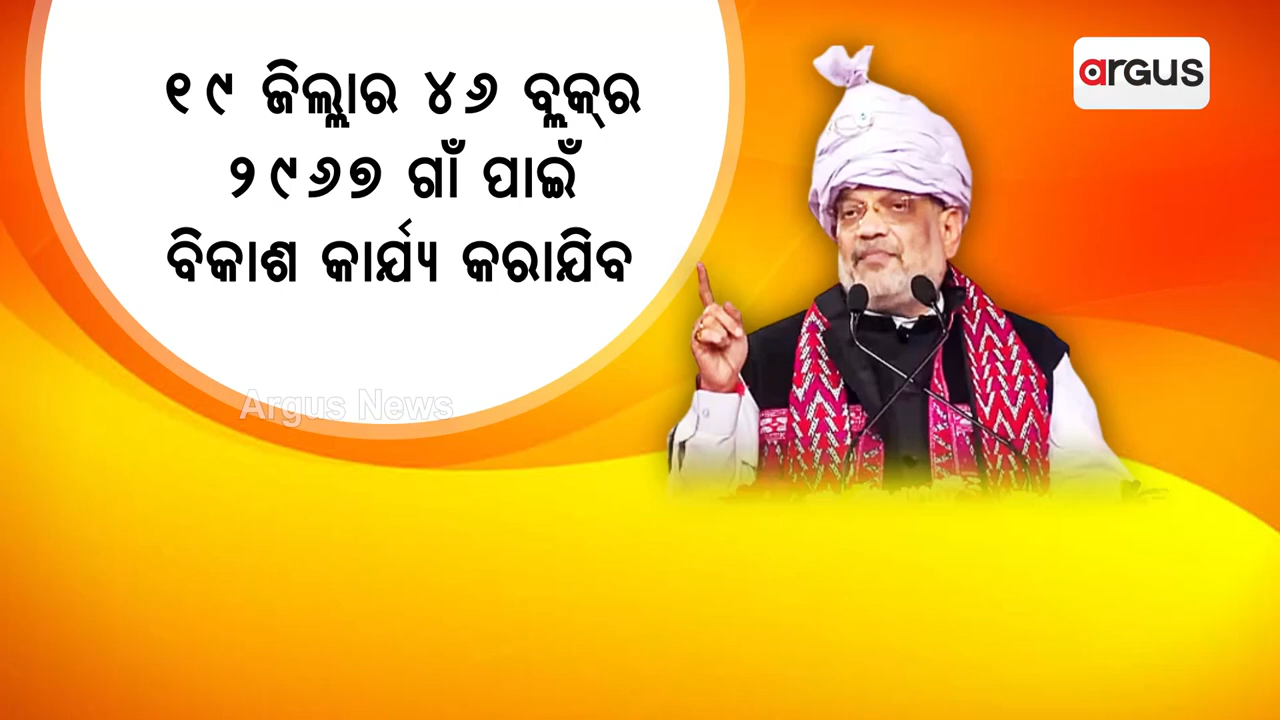 ୧୯ ଜିଲ୍ଲାର ୪୬ ବ୍ଲକ୍‌ର
୨୯୬୭ ଗାଁ ପାଇଁ
ବିକାଶ କାର୍ଯ୍ୟ କରାଯିବ
argus
Argus News